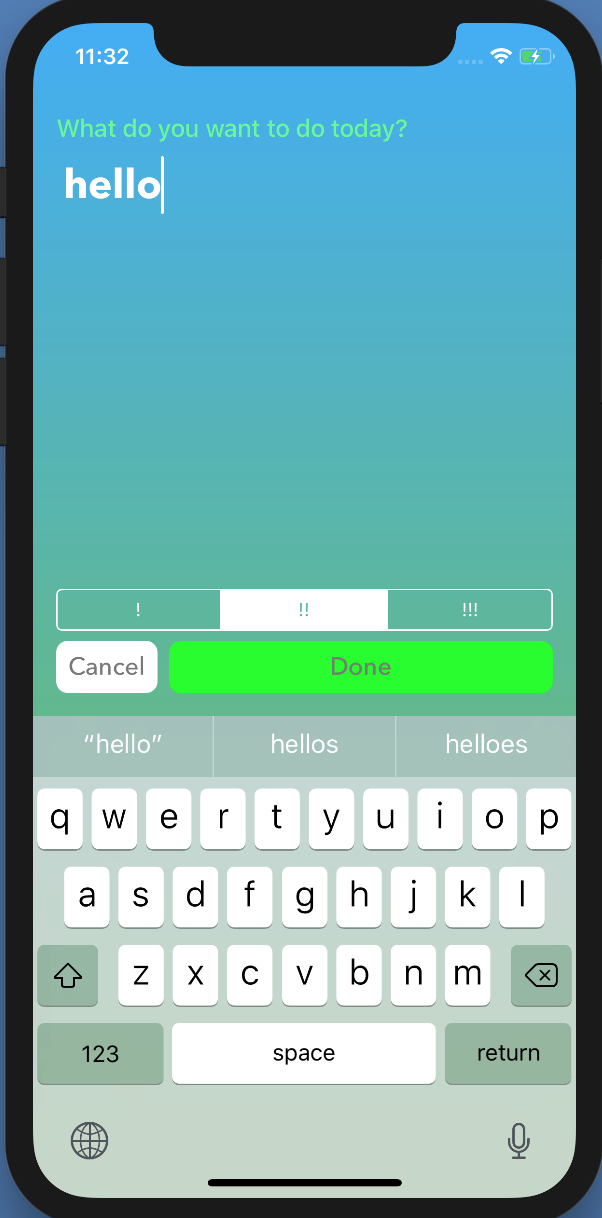 11:32
What do you want to do today?
hello
! !! !!!
Cancel Done
“hello” hellos helloes
q w e r t y u i o p
a s d f g h j k l
z x c v b n m
123 space return